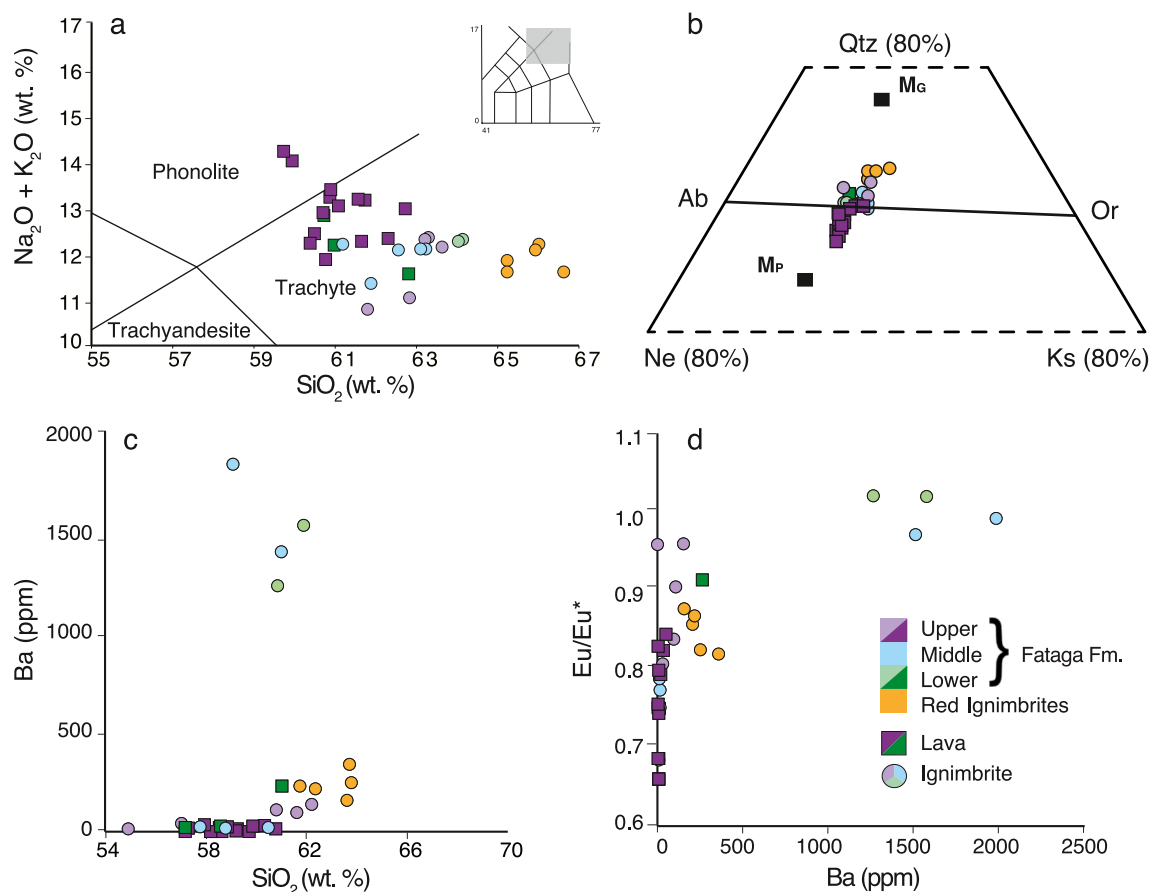 a
17
16
15
14
13
12
11
10
Na2O + K2O (wt. %)
Phonolite
Trachyte
Trachyandesite
55 57 59 61 63 65 67
SiO2 (wt. %)
17
0
41 77
b
Qtz (80%)
MG
Ab
Or
MP
Ne (80%) Ks (80%)
c
2000
1500
1000
500
0
Ba (ppm)
54 58 62 66 70
SiO2 (wt. %)
d
1.1
1.0
0.9
0.8
0.7
0.6
Eu/Eu*
0 500 1000 1500 2000 2500
Ba (ppm)
Upper
Middle } Fataga Fm.
Lower
Red Ignimbrites
Lava
Ignimbrite